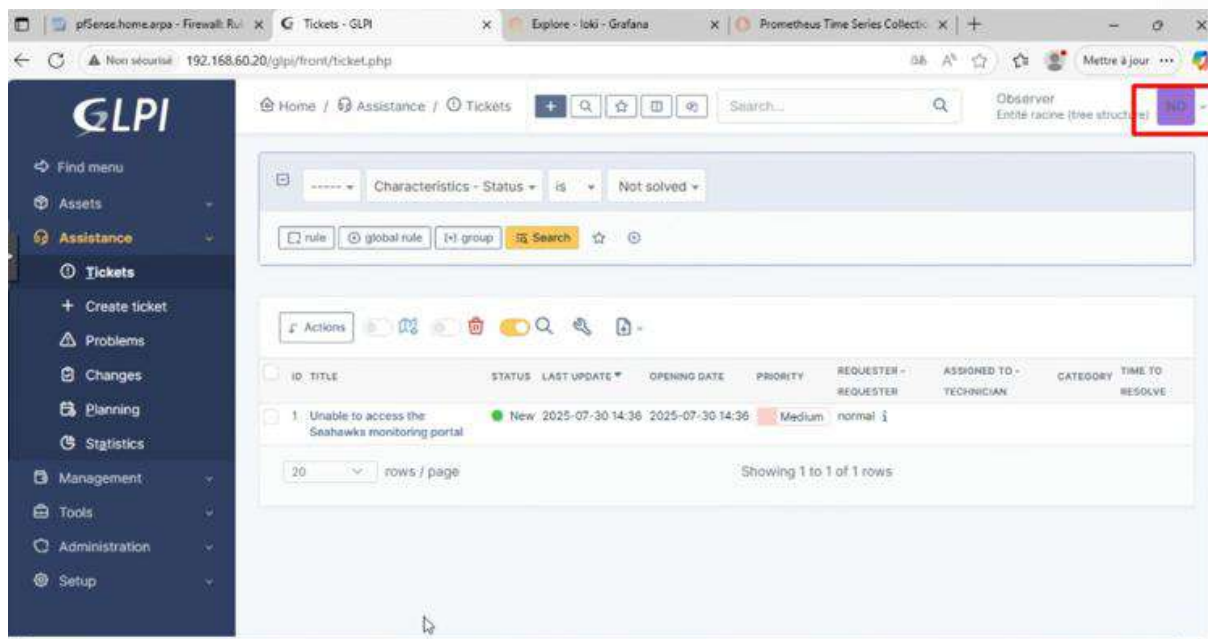 pfSense.home.arpa - Firewall: Ru
Tickets - GLPI
Explore - loki - Grafana
Prometheus Time Series Collectio
Non sécurisé 192.168.60.20/glpi/front/ticket.php
Mettre à jour
GLPI
Home / Assistance / Tickets
Search...
Observer
Entité racine (tree structure)
ND
Find menu
Assets
Assistance
Tickets
Create ticket
Problems
Changes
Planning
Statistics
Management
Tools
Administration
Setup
----- Characteristics - Status is Not solved
rule global rule group Search
Actions
ID TITLE STATUS LAST UPDATE OPENING DATE PRIORITY REQUESTER - REQUESTER ASSIGNED TO - TECHNICIAN CATEGORY TIME TO RESOLVE
1 Unable to access the New 2025-07-30 14:36 2025-07-30 14:36 Medium normal i
Seahawks monitoring portal
20 rows / page Showing 1 to 1 of 1 rows